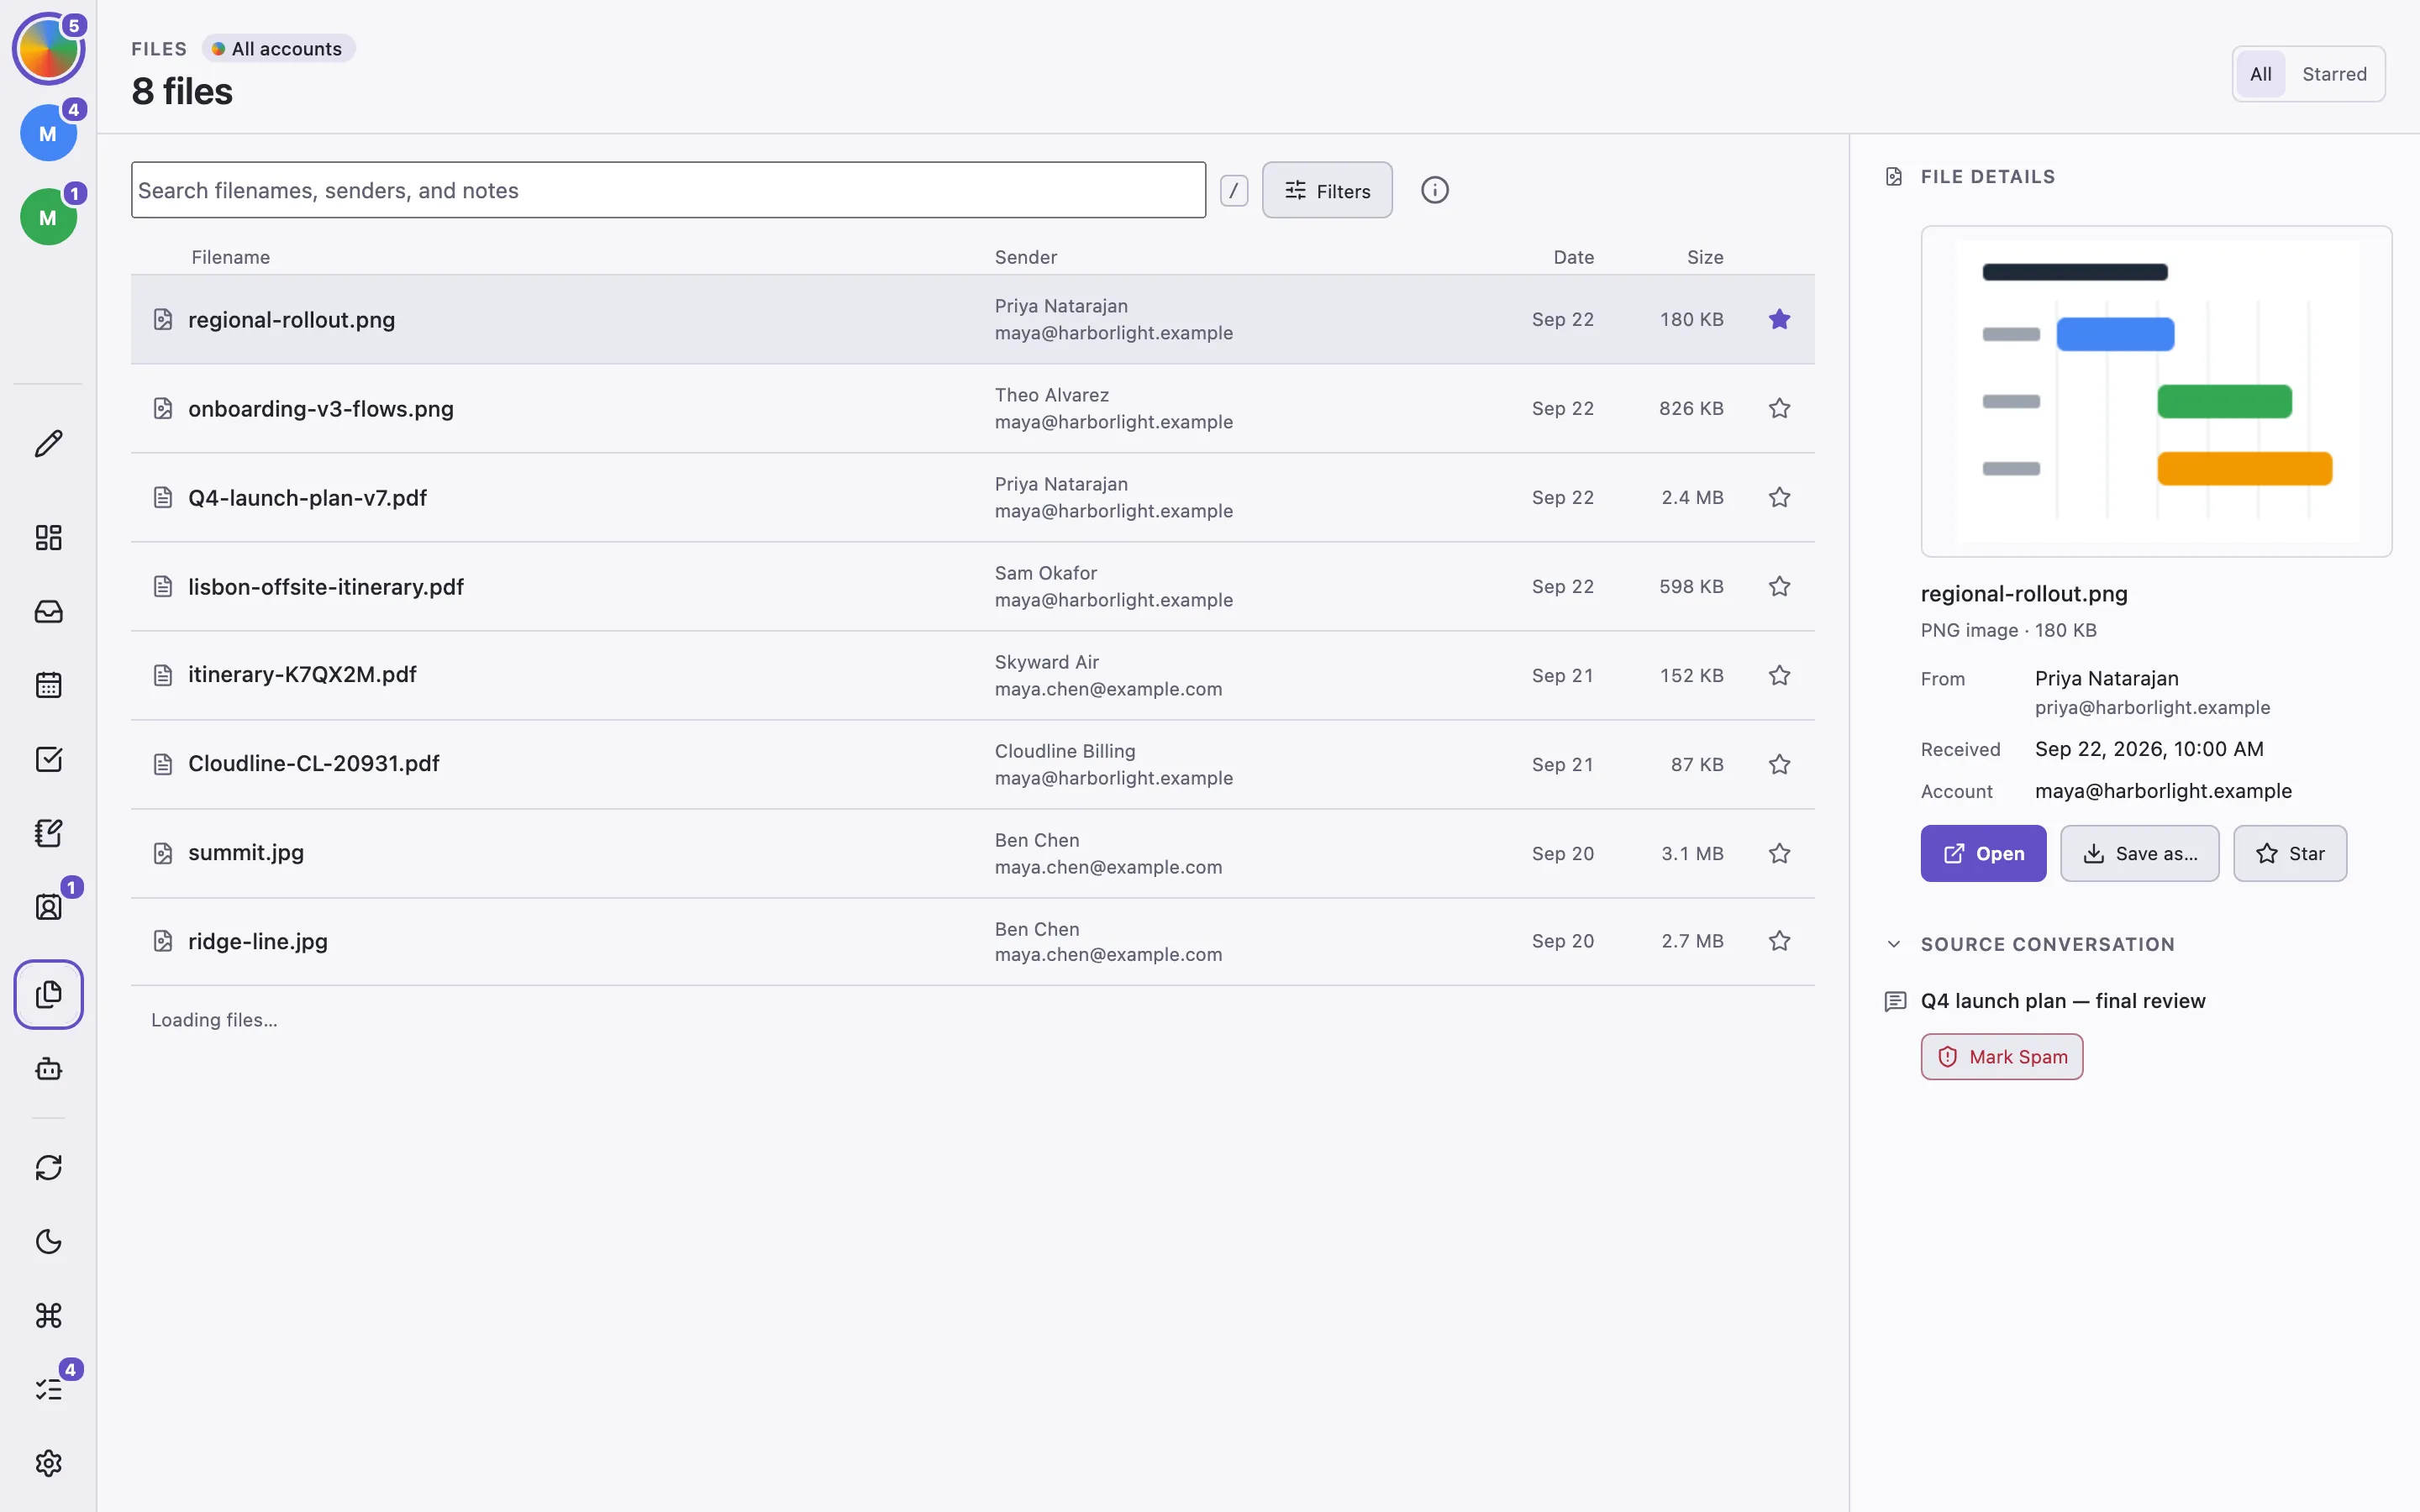 5
4
M
1
M
1
4
FILES All accounts
8 files
All Starred
Search filenames, senders, and notes / Filters
Filename Sender Date Size
regional-rollout.png Priya Natarajan Sep 22 180 KB
maya@harborlight.example
onboarding-v3-flows.png Theo Alvarez Sep 22 826 KB
maya@harborlight.example
Q4-launch-plan-v7.pdf Priya Natarajan Sep 22 2.4 MB
maya@harborlight.example
lisbon-offsite-itinerary.pdf Sam Okafor Sep 22 598 KB
maya@harborlight.example
itinerary-K7QX2M.pdf Skyward Air Sep 21 152 KB
maya.chen@example.com
Cloudline-CL-20931.pdf Cloudline Billing Sep 21 87 KB
maya@harborlight.example
summit.jpg Ben Chen Sep 20 3.1 MB
maya.chen@example.com
ridge-line.jpg Ben Chen Sep 20 2.7 MB
maya.chen@example.com
Loading files...
FILE DETAILS
regional-rollout.png
PNG image · 180 KB
From Priya Natarajan
priya@harborlight.example
Received Sep 22, 2026, 10:00 AM
Account maya@harborlight.example
Open Save as... Star
SOURCE CONVERSATION
Q4 launch plan — final review
Mark Spam